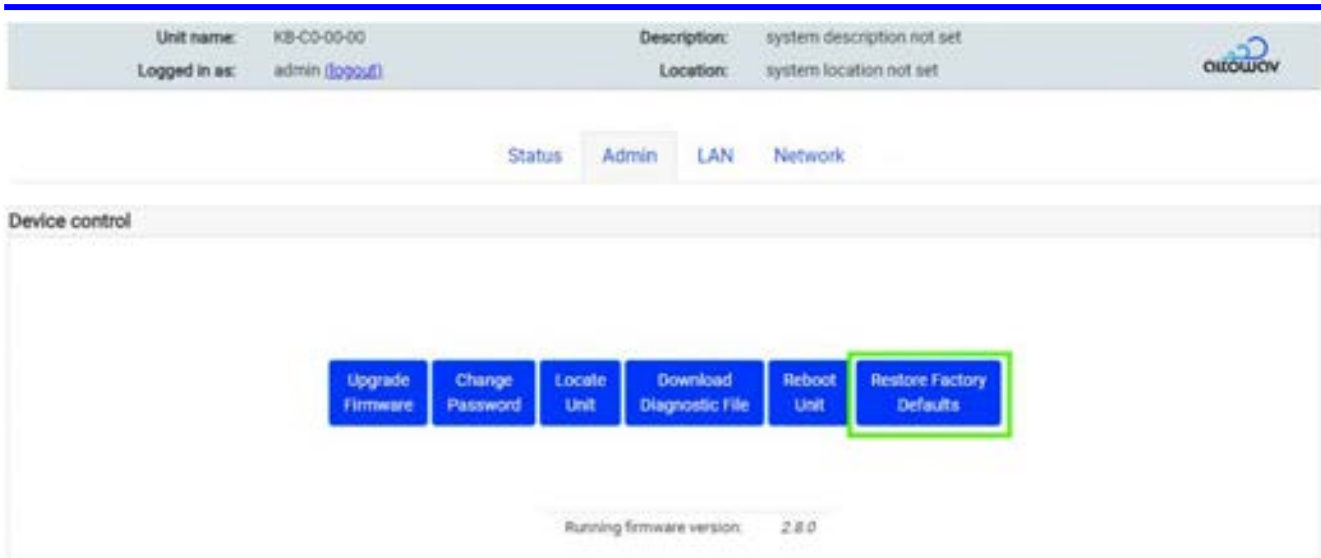 Unit name: KB-C0-00-00 Description: system description not set
Logged in as: admin (logout) Location: system location not set
altowav
Status Admin LAN Network
Device control
Upgrade Firmware
Change Password
Locate Unit
Download Diagnostic File
Reboot Unit
Restore Factory Defaults
Running firmware version: 2.8.0